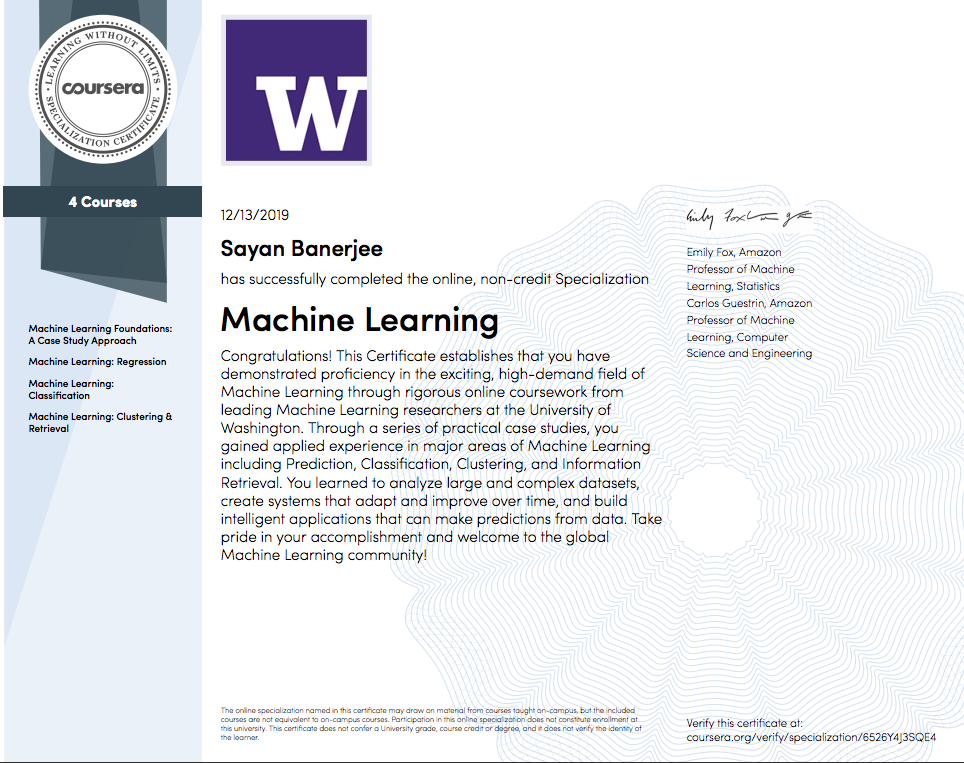 LEARNING WITHOUT LIMITS
coursera
SPECIALIZATION CERTIFICATE
4 Courses
Machine Learning Foundations:
A Case Study Approach
Machine Learning: Regression
Machine Learning:
Classification
Machine Learning: Clustering &
Retrieval
W
12/13/2019
Sayan Banerjee
has successfully completed the online, non-credit Specialization
Machine Learning
Congratulations! This Certificate establishes that you have
demonstrated proficiency in the exciting, high-demand field of
Machine Learning through rigorous online coursework from
leading Machine Learning researchers at the University of
Washington. Through a series of practical case studies, you
gained applied experience in major areas of Machine Learning
including Prediction, Classification, Clustering, and Information
Retrieval. You learned to analyze large and complex datasets,
create systems that adapt and improve over time, and build
intelligent applications that can make predictions from data. Take
pride in your accomplishment and welcome to the global
Machine Learning community!
Emily Fox
Emily Fox, Amazon
Professor of Machine
Learning, Statistics
Carlos Guestrin, Amazon
Professor of Machine
Learning, Computer
Science and Engineering
The online specialization named in this certificate may draw on material from courses taught on-campus, but the included
courses are not equivalent to on-campus courses. Participation in this online specialization does not constitute enrollment at
this university. This certificate does not confer a University grade, course credit or degree, and it does not verify the identity of
the learner.
Verify this certificate at:
coursera.org/verify/specialization/6526Y4J3SQE4